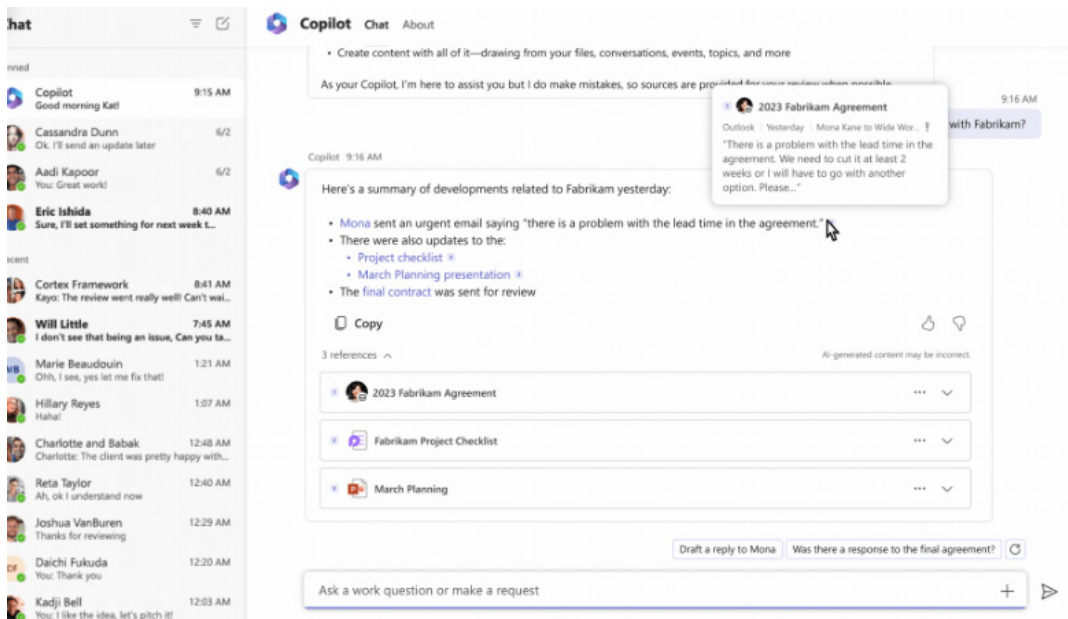 Chat
nned
Copilot 9:15 AM
Good morning Kat!
Cassandra Dunn 6/2
Ok. I'll send an update later
Aadi Kapoor 6/2
You: Great work!
Eric Ishida 8:40 AM
Sure, I'll set something for next week t...
ecent
Cortex Framework 8:41 AM
Kayo: The review went really well! Can't wai...
Will Little 7:45 AM
I don't see that being an issue, Can you ta...
VB
Marie Beaudouin 1:21 AM
Ohh, I see, yes let me fix that!
Hillary Reyes 1:07 AM
Haha!
Charlotte and Babak 12:48 AM
Charlotte: The client was pretty happy with...
Reta Taylor 12:40 AM
Ah, ok I understand now
Joshua VanBuren 12:29 AM
Thanks for reviewing
DF
Daichi Fukuda 12:20 AM
You: Thank you
Kadji Bell 12:03 AM
You: I like the idea, let's pitch it!
Copilot Chat About
• Create content with all of it—drawing from your files, conversations, events, topics, and more
As your Copilot, I'm here to assist you but I do make mistakes, so sources are provided for your review when possible
9:16 AM
with Fabrikam?
2023 Fabrikam Agreement
Outlook | Yesterday | Mona Kane to Wide Wor...
"There is a problem with the lead time in the
agreement. We need to cut it at least 2
weeks or I will have to go with another
option. Please..."
Copilot 9:16 AM
Here's a summary of developments related to Fabrikam yesterday:
• Mona sent an urgent email saying "there is a problem with the lead time in the agreement."
• There were also updates to the:
• Project checklist
• March Planning presentation
• The final contract was sent for review
Copy
3 references
AI-generated content may be incorrect.
2023 Fabrikam Agreement
Fabrikam Project Checklist
March Planning
Draft a reply to Mona
Was there a response to the final agreement?
Ask a work question or make a request